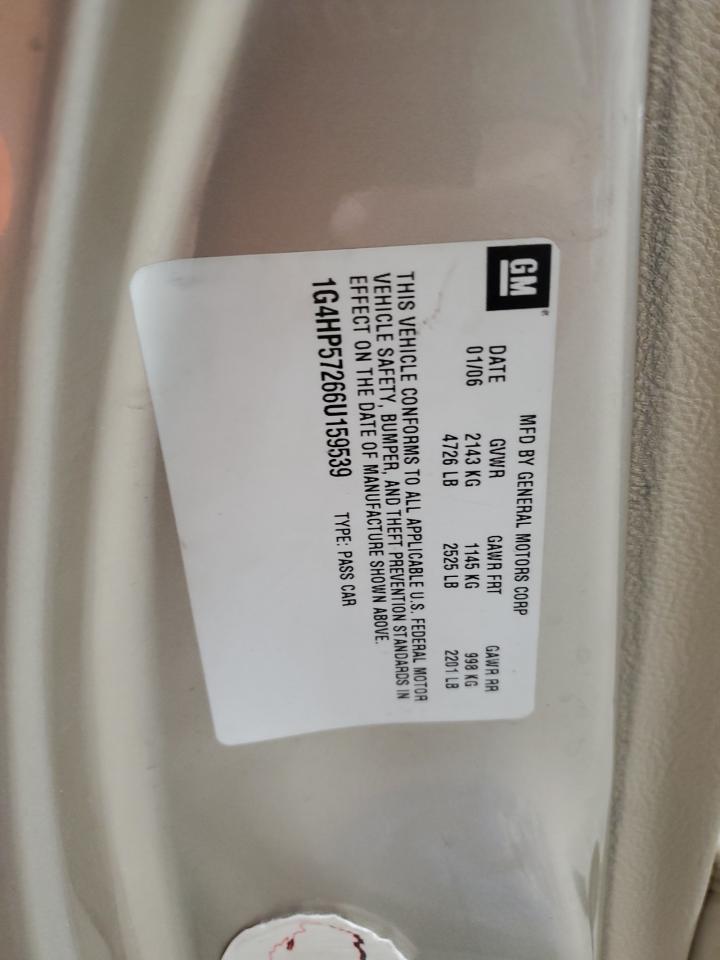 GM
MFD BY GENERAL MOTORS CORP
DATE GVWR GAWR FRT GAWR RR
01/06 2143 KG 1145 KG 998 KG
4726 LB 2525 LB 2201 LB
THIS VEHICLE CONFORMS TO ALL APPLICABLE U.S. FEDERAL MOTOR
VEHICLE SAFETY, BUMPER, AND THEFT PREVENTION STANDARDS IN
EFFECT ON THE DATE OF MANUFACTURE SHOWN ABOVE.
1G4HP57266U159539 TYPE: PASS CAR